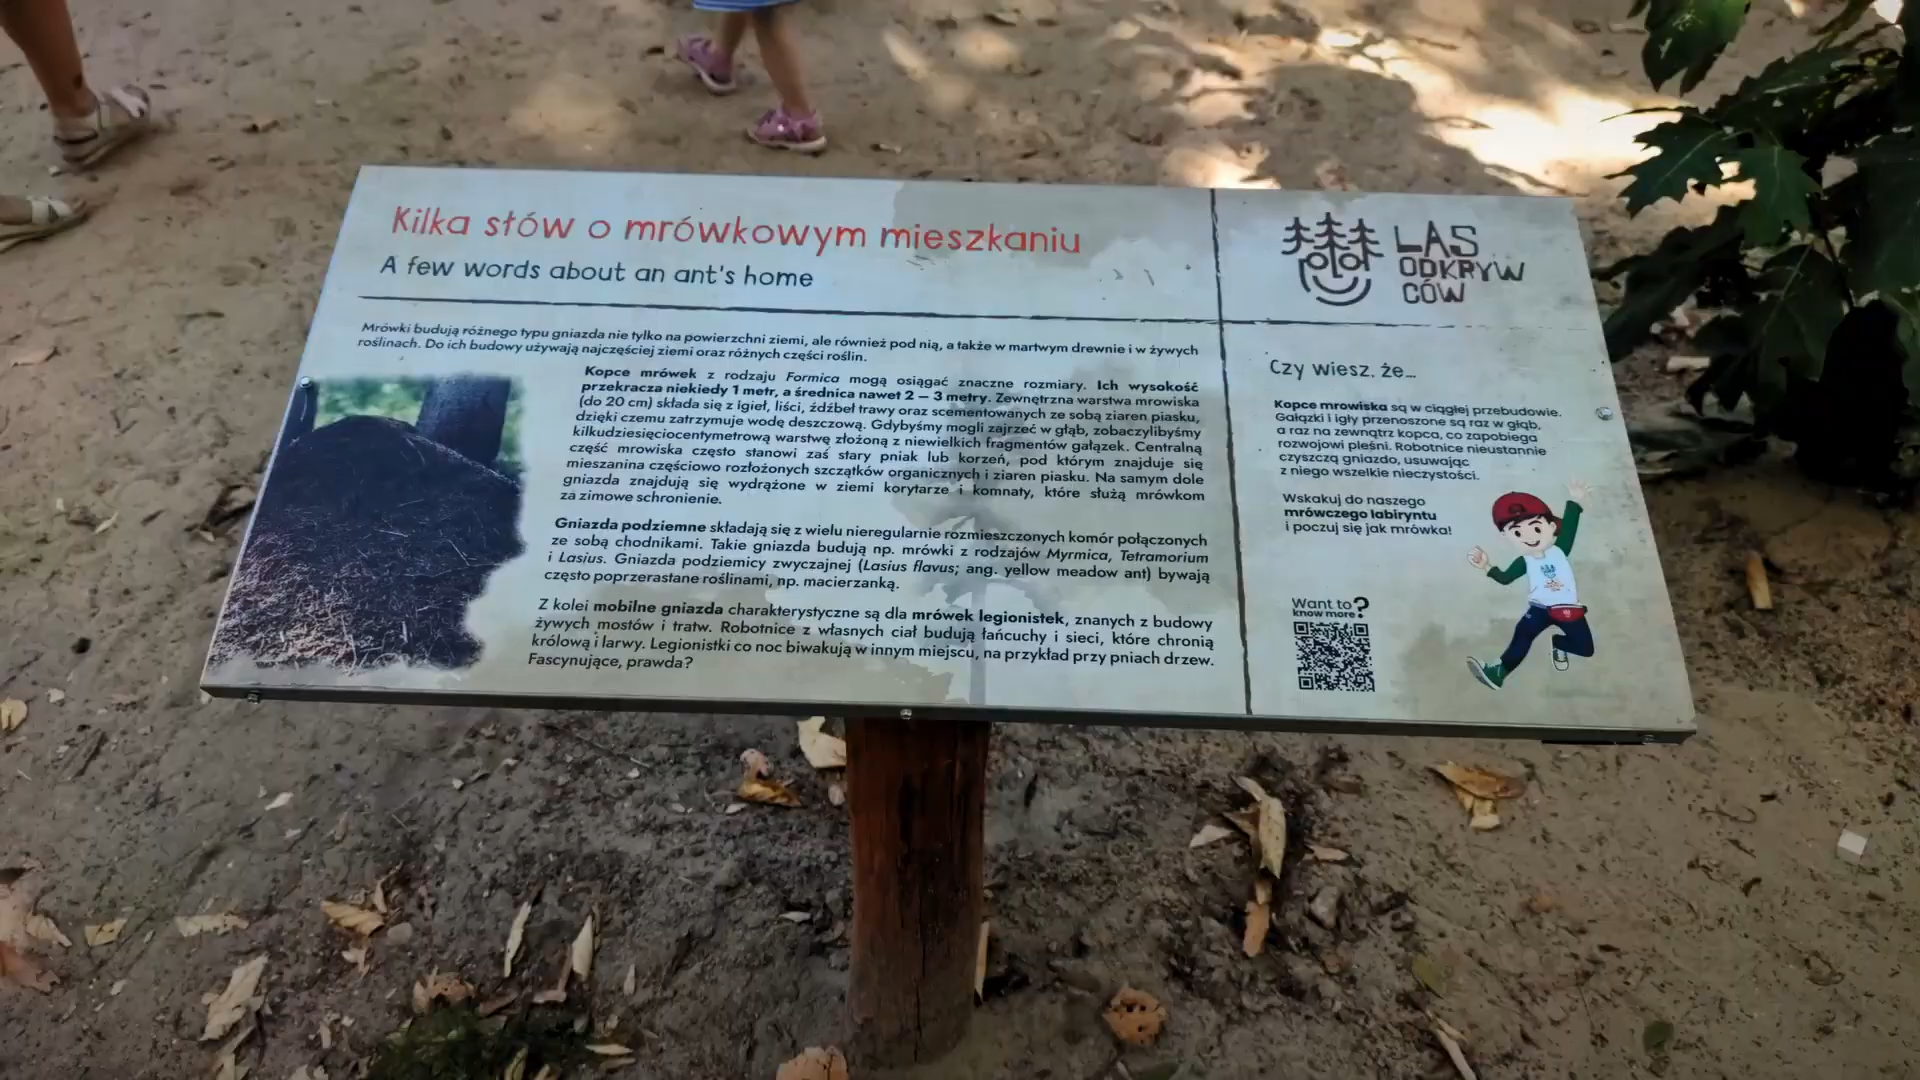 Kilka słów o mrówkowym mieszkaniu
A few words about an ant's home
Mrówki budują różnego typu gniazda nie tylko na powierzchni ziemi, ale również pod nią, a także w martwym drewnie i w żywych
roślinach. Do ich budowy używają najczęściej ziemi oraz różnych części roślin.
Kopce mrówek z rodzaju Formica mogą osiągać znaczne rozmiary. Ich wysokość
przekracza niekiedy 1 metr, a średnica nawet 2 – 3 metry. Zewnętrzna warstwa mrowiska
(do 20 cm) składa się z igieł, liści, źdźbeł trawy oraz scementowanych ze sobą ziaren piasku,
dzięki czemu zatrzymuje wodę deszczową. Gdybyśmy mogli zajrzeć w głąb, zobaczylibyśmy
kilkudziesięciocentymetrową warstwę złożoną z niewielkich fragmentów gałązek. Centralną
część mrowiska często stanowi zaś stary pniak lub korzeń, pod którym znajduje się
mieszanina częściowo rozłożonych szczątków organicznych i ziaren piasku. Na samym dole
gniazda znajdują się wydrążone w ziemi korytarze i komnaty, które służą mrówkom
za zimowe schronienie.
Gniazda podziemne składają się z wielu nieregularnie rozmieszczonych komór połączonych
ze sobą chodnikami. Takie gniazda budują np. mrówki z rodzajów Myrmica, Tetramorium
i Lasius. Gniazda podziemicy zwyczajnej (Lasius flavus; ang. yellow meadow ant) bywają
często poprzerastane roślinami, np. macierzanką.
Z kolei mobilne gniazda charakterystyczne są dla mrówek legionistek, znanych z budowy
żywych mostów i tratw. Robotnice z własnych ciał budują łańcuchy i sieci, które chronią
królową i larwy. Legionistki co noc biwakują w innym miejscu, na przykład przy pniach drzew.
Fascynujące, prawda?
LAS
ODKRYW
CÓW
Czy wiesz, że...
Kopce mrowiska są w ciągłej przebudowie.
Gałązki i igły przenoszone są raz w głąb,
a raz na zewnątrz kopca, co zapobiega
rozwojowi pleśni. Robotnice nieustannie
czyszczą gniazdo, usuwając
z niego wszelkie nieczystości.
Wskakuj do naszego
mrówczego labiryntu
i poczuj się jak mrówka!
Want to
know more?